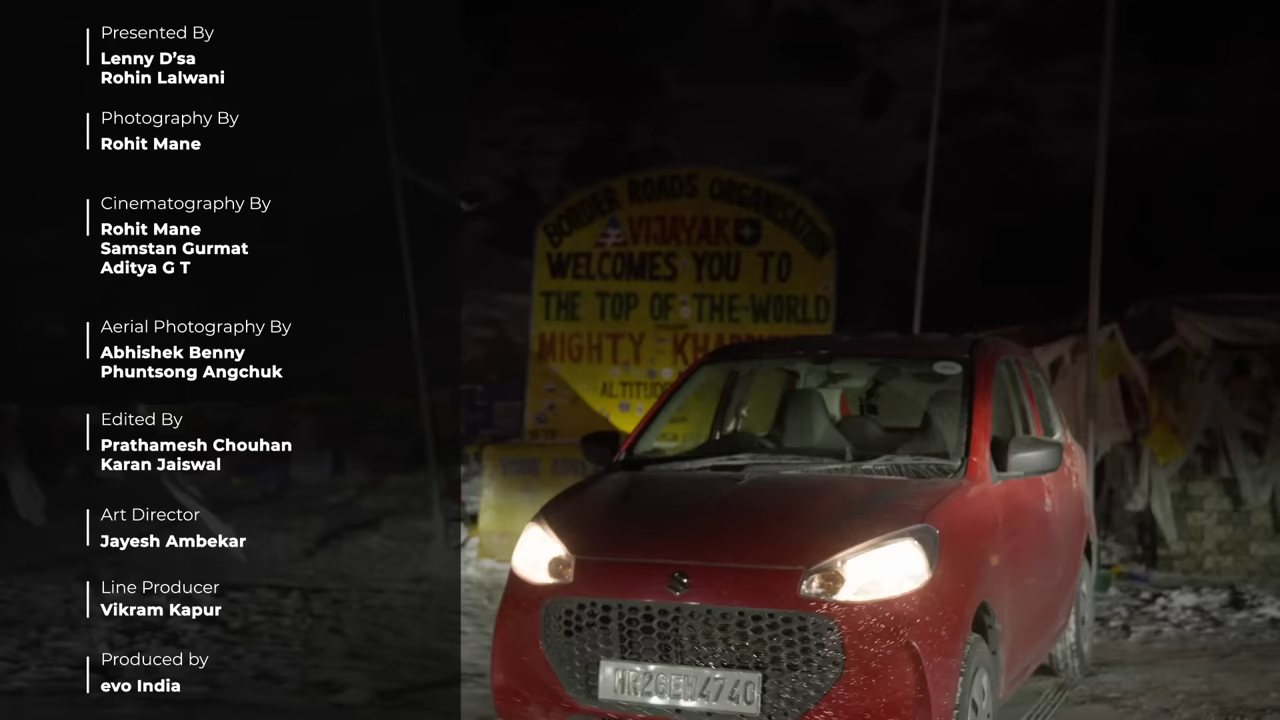 Presented By
Lenny D’sa
Rohin Lalwani
Photography By
Rohit Mane
Cinematography By
Rohit Mane
Samstan Gurmat
Aditya G T
Aerial Photography By
Abhishek Benny
Phuntsong Angchuk
Edited By
Prathamesh Chouhan
Karan Jaiswal
Art Director
Jayesh Ambekar
Line Producer
Vikram Kapur
Produced by
evo India
BORDER ROADS ORGANISATION
VIJAYAK
WELCOMES YOU TO
THE TOP OF THE-WORLD
MIGHTY
ALTITUDE
HR26EH4740